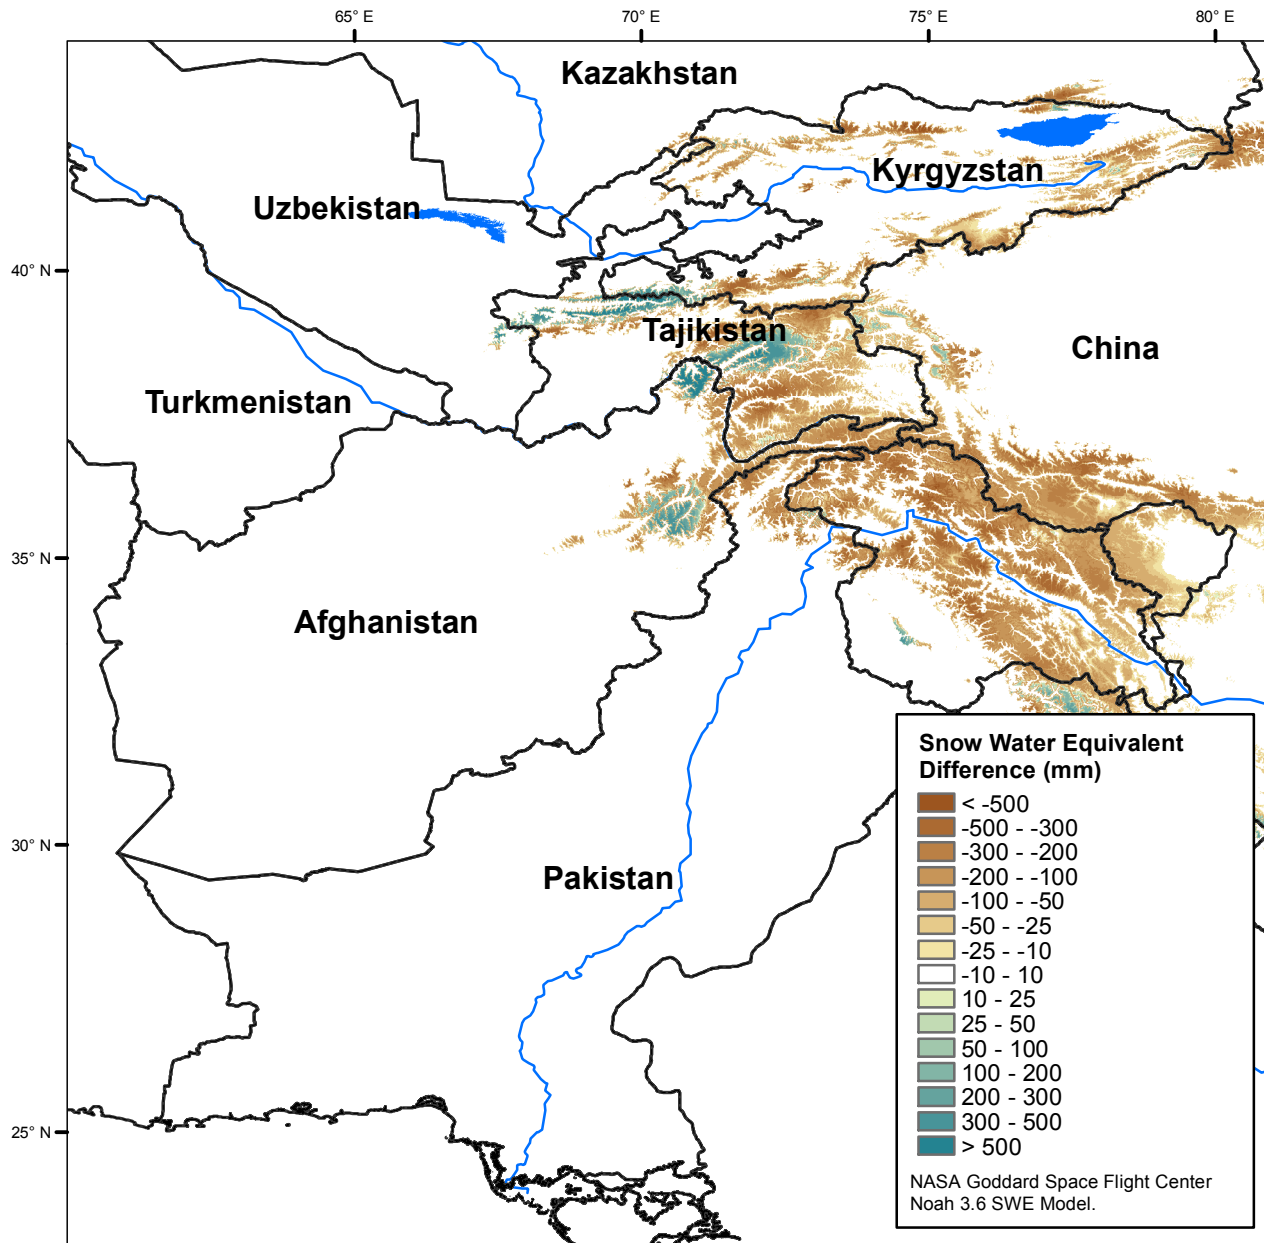 65° E
70° E
75° E
80° E
Kazakhstan
Kyrgyzstan
Uzbekistan
40° N
Tajikistan
China
Turkmenistan
35° N
Afghanistan
Snow Water Equivalent
Difference (mm)
< -500
-500 - -300
-300 - -200
-200 - -100
-100 - -50
-50 - -25
-25 - -10
-10 - 10
10 - 25
25 - 50
50 - 100
100 - 200
200 - 300
300 - 500
> 500
30° N
Pakistan
25° N
NASA Goddard Space Flight Center
Noah 3.6 SWE Model.